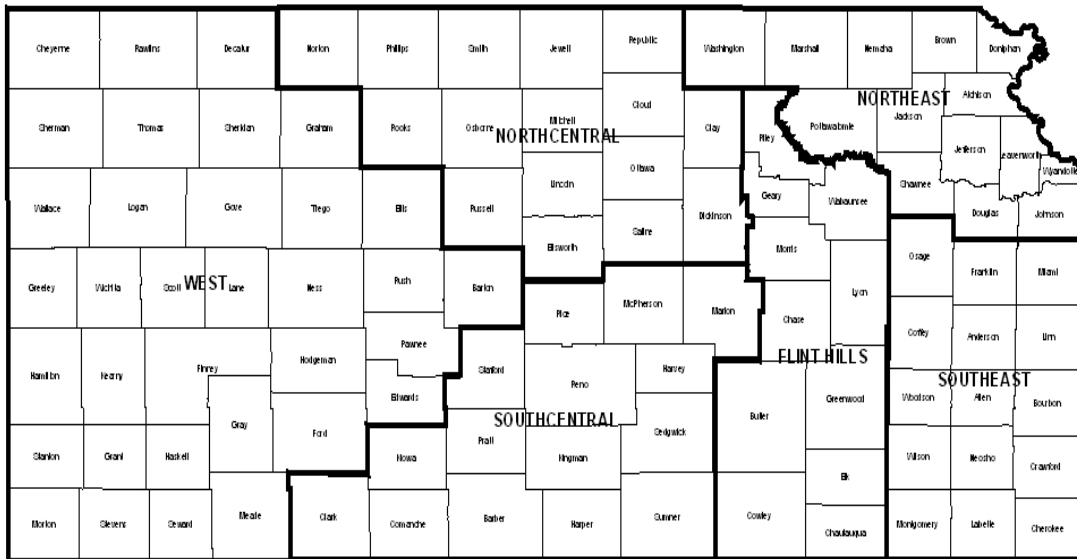 Cheyenne Rawlins Decatur Norton Phillips Smith Jewell Republic Washington Marshall Nemaha Brown Doniphan
Atchison
NORTHEAST
Sherman Thomas Sheridan Graham Rooks Osborne Mitchell Cloud Clay Riley Pottawatomie Jackson
NORTHCENTRAL
Jefferson Leavenworth Wyandotte
Wallace Logan Gove Trego Ellis Russell Lincoln Ottawa Dickinson Geary Wabaunsee Shawnee
Douglas Johnson
Ellsworth Saline Morris
Osage Franklin Miami
Greeley Wichita Scott Lane Ness Rush Barton Lyon
WEST
Rice McPherson Marion Chase
Coffey Anderson Linn
Pawnee
FLINT HILLS
Hamilton Kearny Finney Hodgeman Stafford Reno Harvey
SOUTHEAST
Edwards Greenwood Woodson Allen Bourbon
Gray Ford Butler
SOUTHCENTRAL
Pratt Sedgwick
Stanton Grant Haskell Kiowa Kingman Wilson Neosho Crawford
Elk
Morton Stevens Seward Meade Clark Comanche Barber Harper Sumner Cowley Montgomery Labette Cherokee
Chautauqua